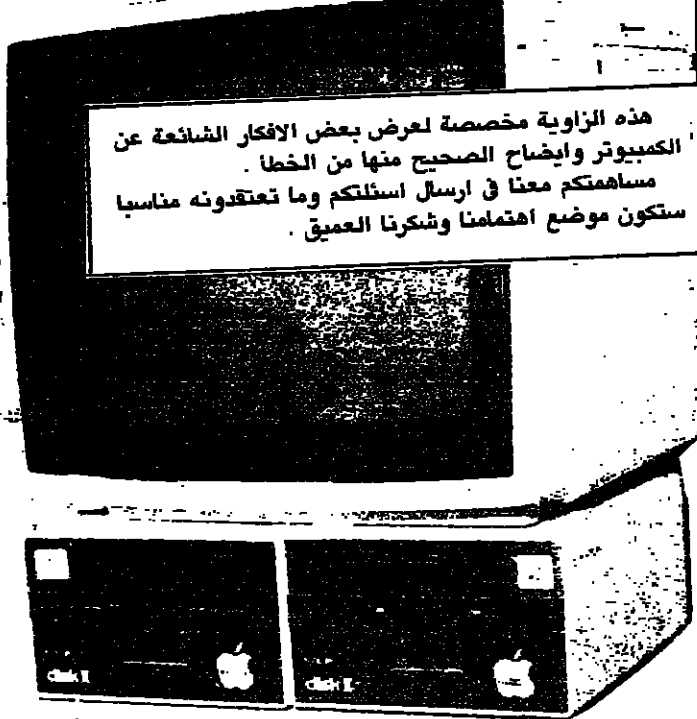 هذه الزاوية مخصصة لعرض بعض الافكار الشائعة عن
الكمبيوتر وايضاح الصحيح منها من الخطا .
مساهمتكم معنا في ارسال اسئلتكم وما تعتقدونه مناسبا
ستكون موضع اهتمامنا وشكرنا العميق .
disk II
disk II